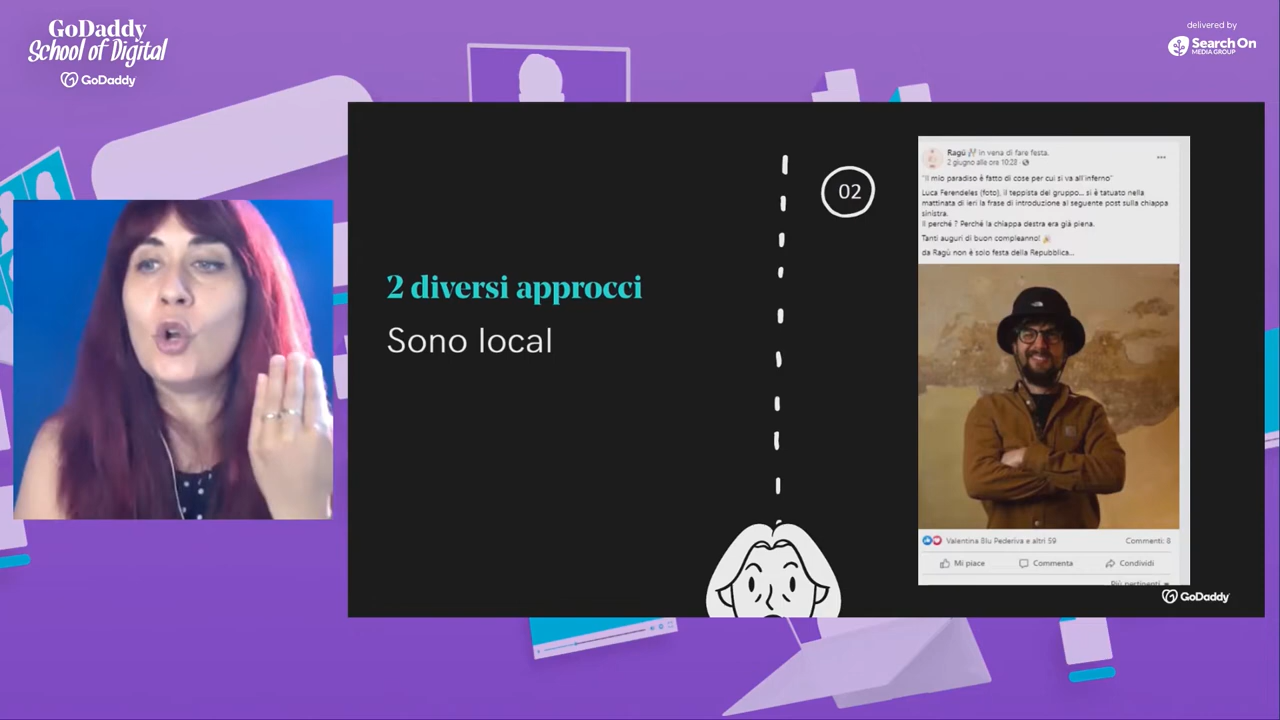 GoDaddy
School of Digital
GoDaddy
delivered by
Search On
MEDIA GROUP
2 diversi approcci
Sono local
02
Ragù in vena di fare festa.
2 giugno alle ore 10:28
"Il mio paradiso è fatto di cose per cui si va all'inferno"
Luca Ferendeles (foto), il teppista del gruppo... si è tatuato nella
mattinata di ieri la frase di introduzione al seguente post sulla chiappa
sinistra.
Il perché ? Perché la chiappa destra era già piena.
Tanti auguri di buon compleanno!
da Ragù non è solo festa della Repubblica...
Valentina Blu Pederiva e altri 59
Commenti: 8
Mi piace
Commenta
Condividi
Più pertinenti
GoDaddy